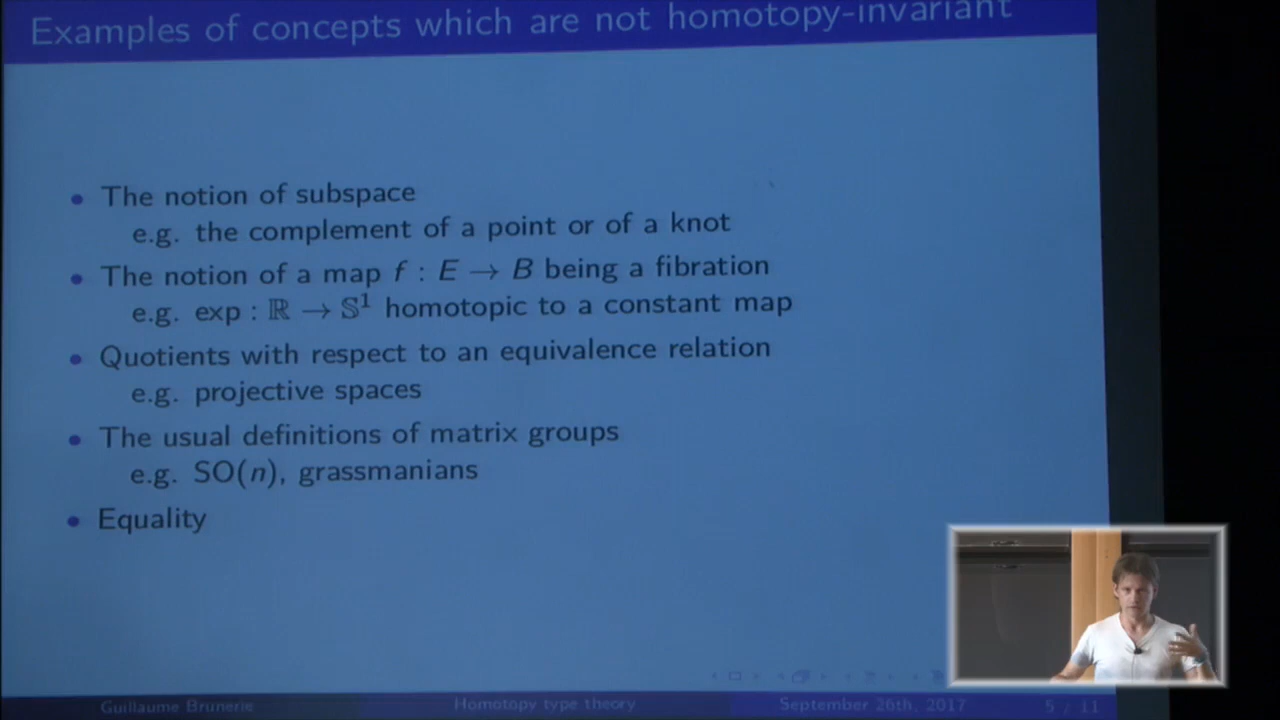 Examples of concepts which are not homotopy-invariant
• The notion of subspace
e.g. the complement of a point or of a knot
• The notion of a map f : E → B being a fibration
e.g. exp : ℝ → 𝕊¹ homotopic to a constant map
• Quotients with respect to an equivalence relation
e.g. projective spaces
• The usual definitions of matrix groups
e.g. SO(n), grassmanians
• Equality
Guillaume Brunerie Homotopy type theory September 26th, 2017 5 / 11